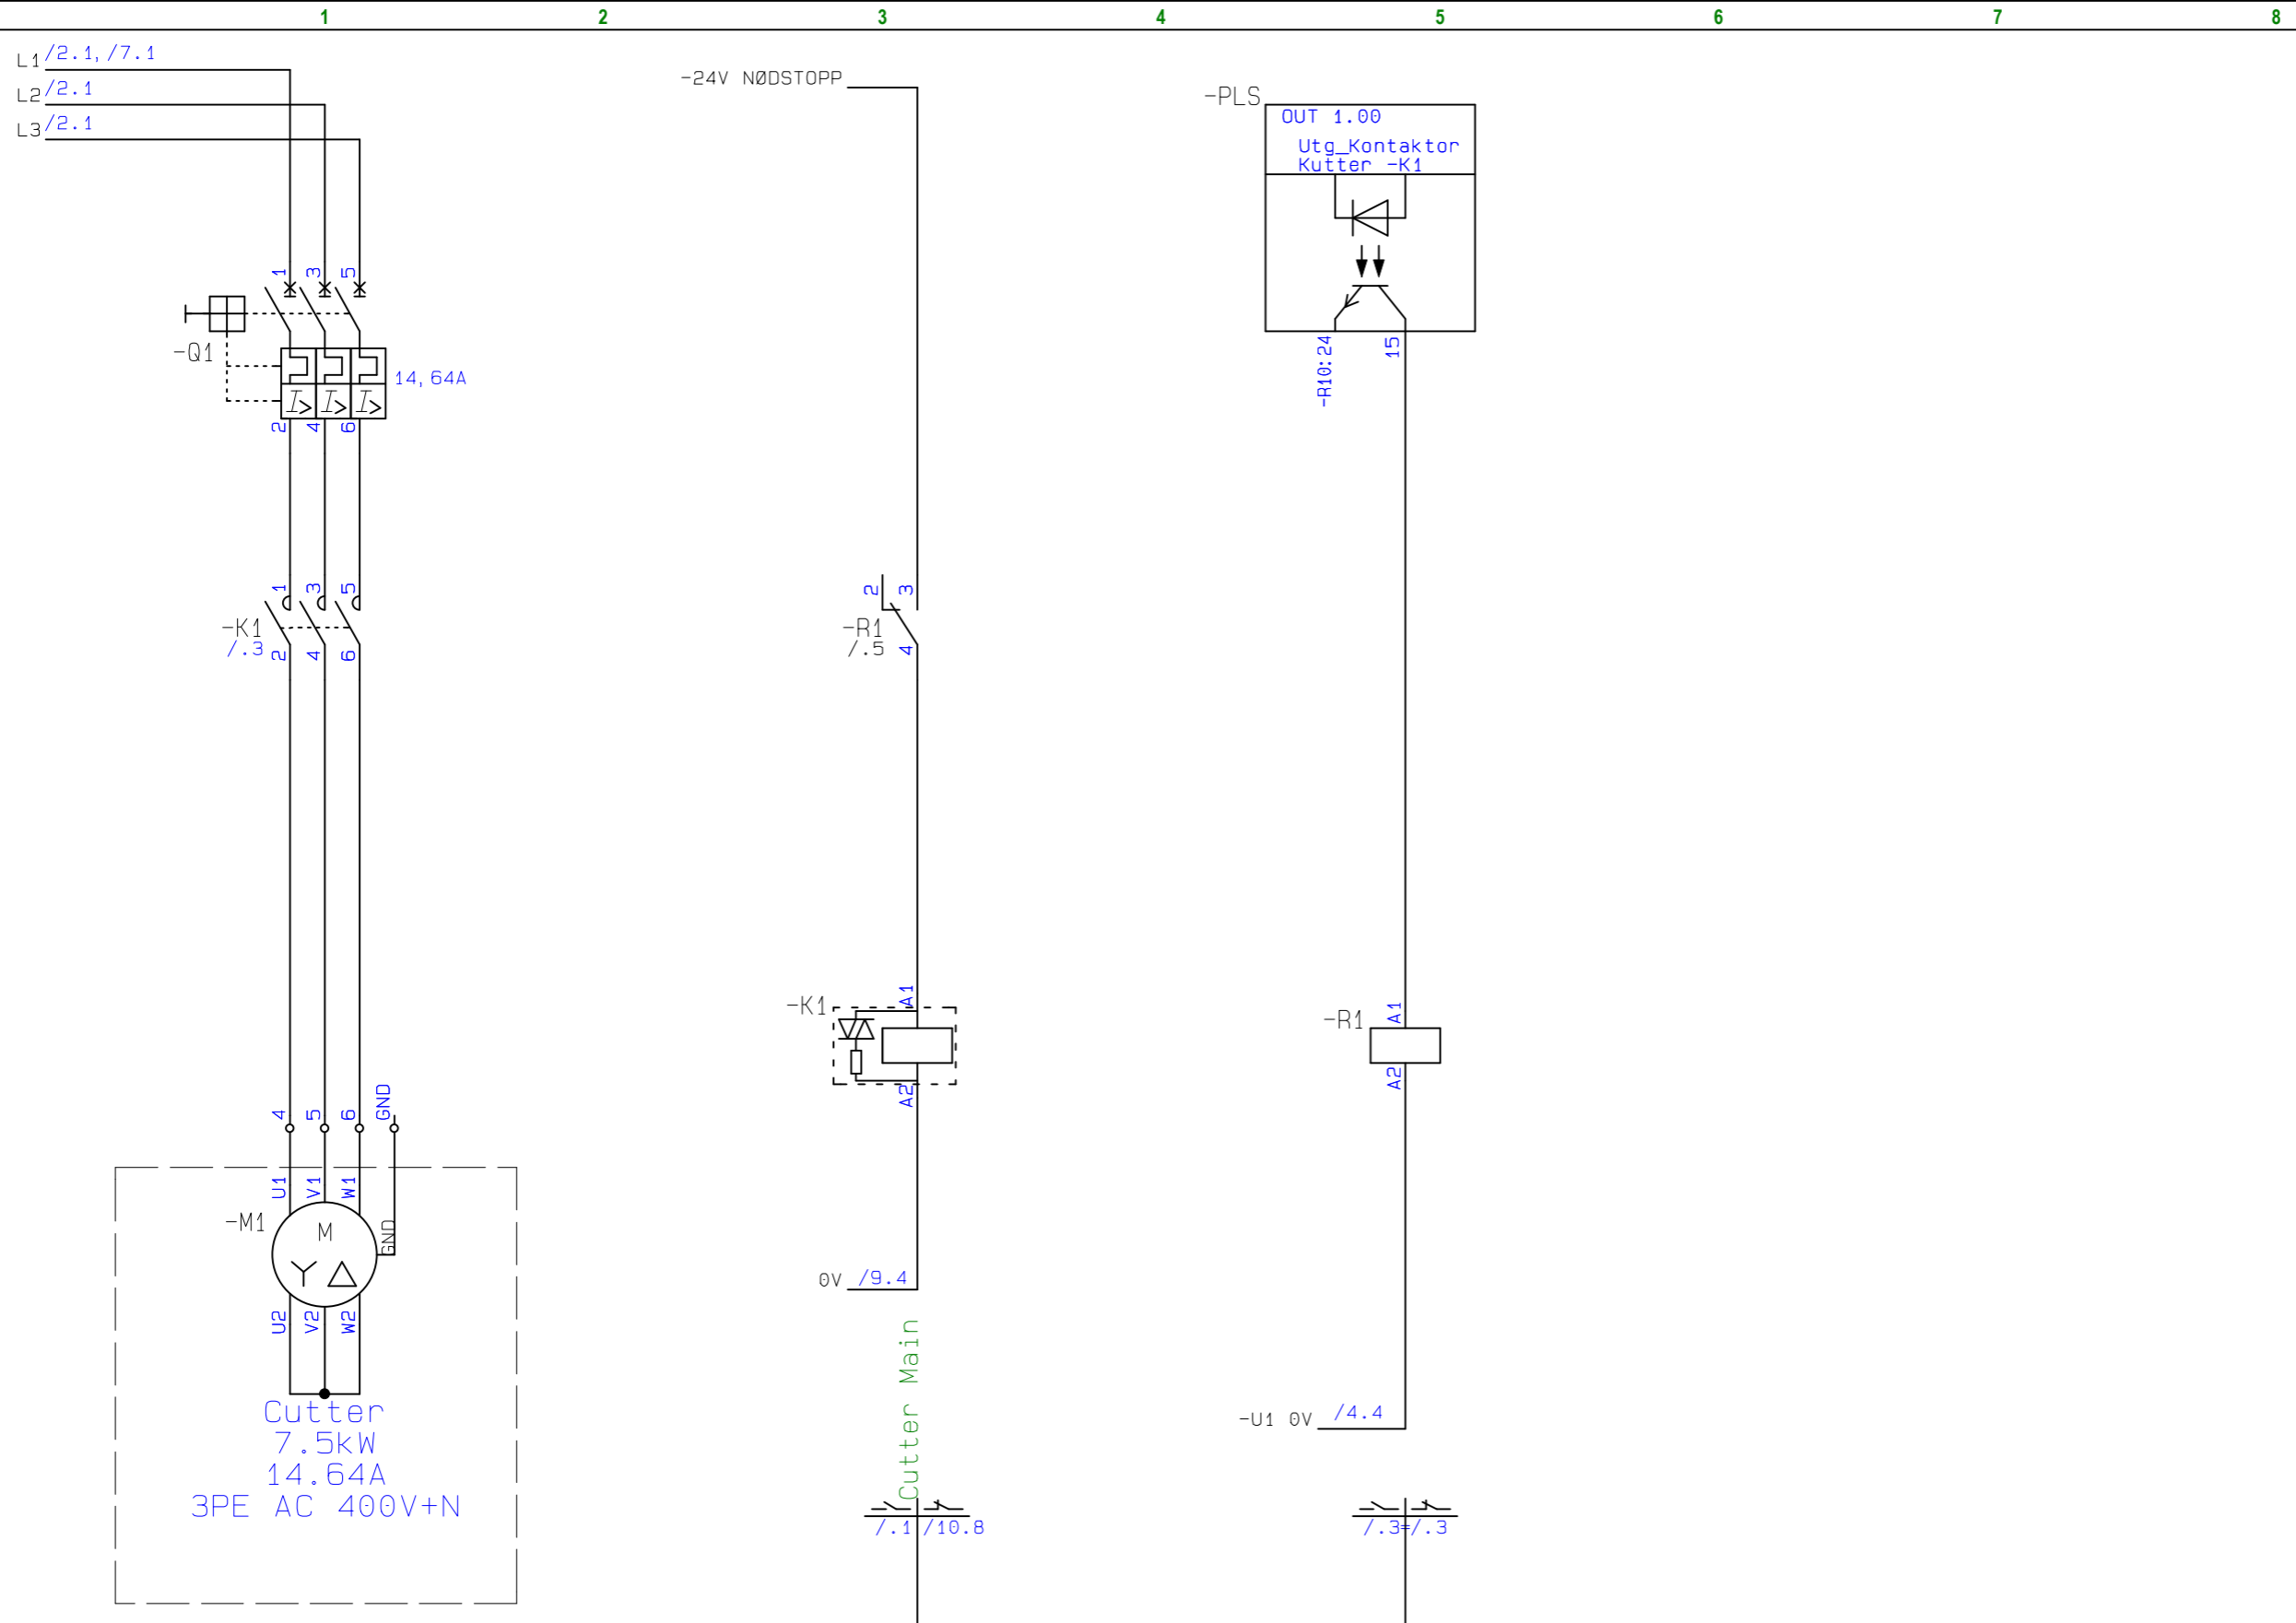 1 2 3 4 5 6 7 8
L1 /2.1, /7.1
L2 /2.1
L3 /2.1
1 3 5
-Q1
14,64A
I> I> I>
2 4 6
1 3 5
-K1
/.3
2 4 6
4 5 6 GND
U1 V1 W1
-M1
M
GND
U2 V2 W2
Cutter
7.5kW
14.64A
3PE AC 400V+N
-24V NØDSTOPP
2 3
-R1
/.5
4
-K1
A1
A2
0V /9.4
Cutter Main
/.1 /10.8
-PLS
OUT 1.00
Utg_Kontaktor
Kutter -K1
-R10:24
15
-R1
A1
A2
-U1 0V /4.4
/.3=/.3